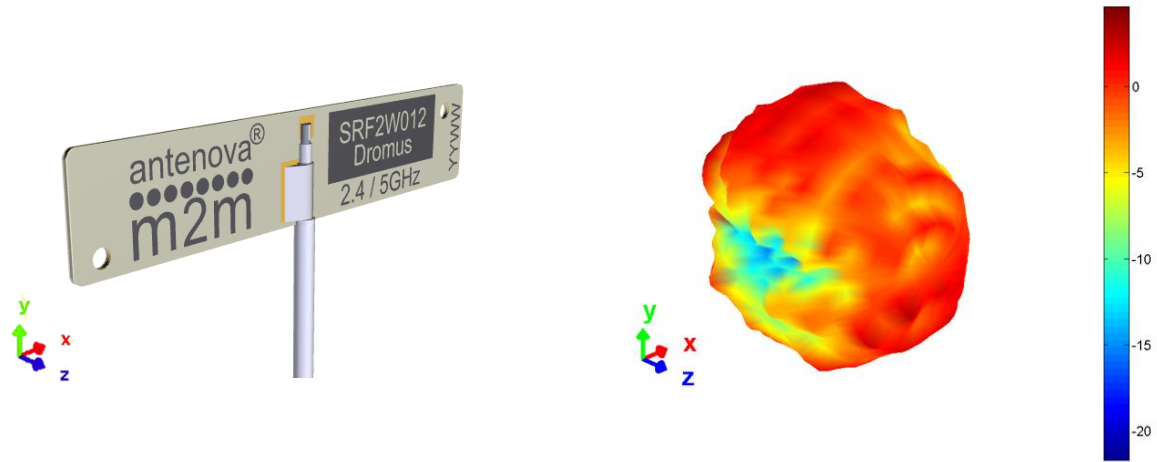 antenova®
m2m
SRF2W012
Dromus
2.4 / 5GHz
YYWW
y
x
z
y
x
z
0
-5
-10
-15
-20